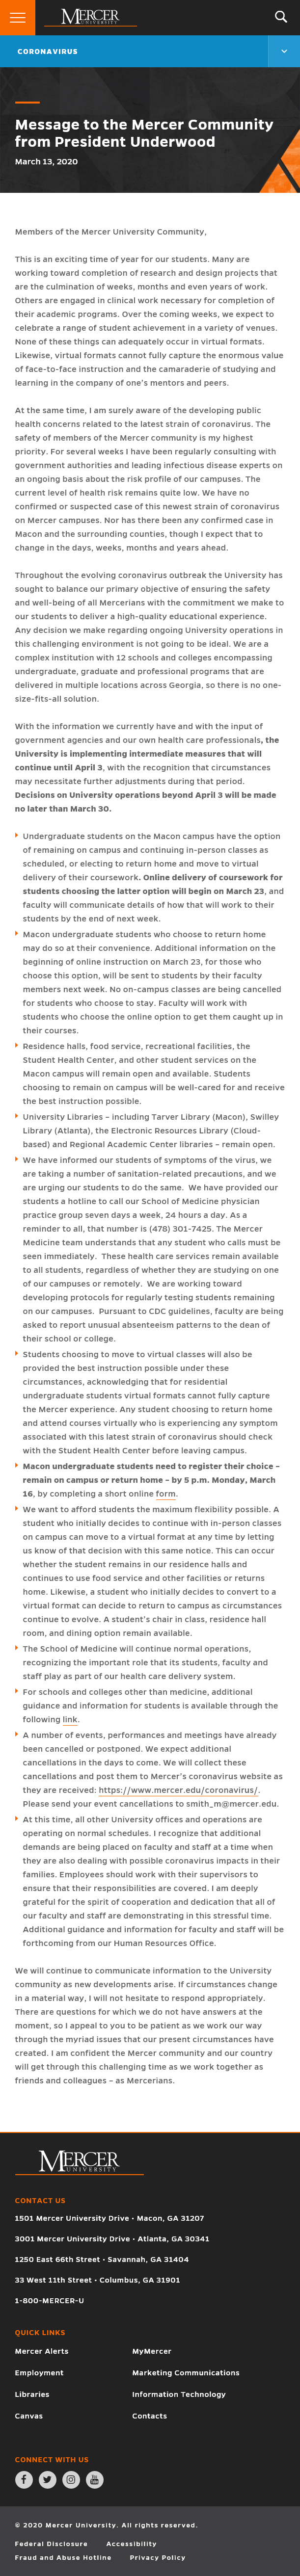 MERCER
UNIVERSITY
CORONAVIRUS
Message to the Mercer Community
from President Underwood
March 13, 2020
Members of the Mercer University Community,
This is an exciting time of year for our students. Many are
working toward completion of research and design projects that
are the culmination of weeks, months and even years of work.
Others are engaged in clinical work necessary for completion of
their academic programs. Over the coming weeks, we expect to
celebrate a range of student achievement in a variety of venues.
None of these things can adequately occur in virtual formats.
Likewise, virtual formats cannot fully capture the enormous value
of face-to-face instruction and the camaraderie of studying and
learning in the company of one's mentors and peers.
At the same time, I am surely aware of the developing public
health concerns related to the latest strain of coronavirus. The
safety of members of the Mercer community is my highest
priority. For several weeks I have been regularly consulting with
government authorities and leading infectious disease experts on
an ongoing basis about the risk profile of our campuses. The
current level of health risk remains quite low. We have no
confirmed or suspected case of this newest strain of coronavirus
on Mercer campuses. Nor has there been any confirmed case in
Macon and the surrounding counties, though I expect that to
change in the days, weeks, months and years ahead.
Throughout the evolving coronavirus outbreak the University has
sought to balance our primary objective of ensuring the safety
and well-being of all Mercerians with the commitment we make to
our students to deliver a high-quality educational experience.
Any decision we make regarding ongoing University operations in
this challenging environment is not going to be ideal. We are a
complex institution with 12 schools and colleges encompassing
undergraduate, graduate and professional programs that are
delivered in multiple locations across Georgia, so there is no one-
size-fits-all solution.
With the information we currently have and with the input of
government agencies and our own health care professionals, the
University is implementing intermediate measures that will
continue until April 3, with the recognition that circumstances
may necessitate further adjustments during that period.
Decisions on University operations beyond April 3 will be made
no later than March 30.
Undergraduate students on the Macon campus have the option
of remaining on campus and continuing in-person classes as
scheduled, or electing to return home and move to virtual
delivery of their coursework. Online delivery of coursework for
students choosing the latter option will begin on March 23, and
faculty will communicate details of how that will work to their
students by the end of next week.
Macon undergraduate students who choose to return home
may do so at their convenience. Additional information on the
beginning of online instruction on March 23, for those who
choose this option, will be sent to students by their faculty
members next week. No on-campus classes are being cancelled
for students who choose to stay. Faculty will work with
students who choose the online option to get them caught up in
their courses.
Residence halls, food service, recreational facilities, the
Student Health Center, and other student services on the
Macon campus will remain open and available. Students
choosing to remain on campus will be well-cared for and receive
the best instruction possible.
University Libraries – including Tarver Library (Macon), Swilley
Library (Atlanta), the Electronic Resources Library (Cloud-
based) and Regional Academic Center libraries – remain open.
We have informed our students of symptoms of the virus, we
are taking a number of sanitation-related precautions, and we
are urging our students to do the same. We have provided our
students a hotline to call our School of Medicine physician
practice group seven days a week, 24 hours a day. As a
reminder to all, that number is (478) 301-7425. The Mercer
Medicine team understands that any student who calls must be
seen immediately. These health care services remain available
to all students, regardless of whether they are studying on one
of our campuses or remotely. We are working toward
developing protocols for regularly testing students remaining
on our campuses. Pursuant to CDC guidelines, faculty are being
asked to report unusual absenteeism patterns to the dean of
their school or college.
Students choosing to move to virtual classes will also be
provided the best instruction possible under these
circumstances, acknowledging that for residential
undergraduate students virtual formats cannot fully capture
the Mercer experience. Any student choosing to return home
and attend courses virtually who is experiencing any symptom
associated with this latest strain of coronavirus should check
with the Student Health Center before leaving campus.
Macon undergraduate students need to register their choice –
remain on campus or return home – by 5 p.m. Monday, March
16, by completing a short online form.
We want to afford students the maximum flexibility possible. A
student who initially decides to continue with in-person classes
on campus can move to a virtual format at any time by letting
us know of that decision with this same notice. This can occur
whether the student remains in our residence halls and
continues to use food service and other facilities or returns
home. Likewise, a student who initially decides to convert to a
virtual format can decide to return to campus as circumstances
continue to evolve. A student's chair in class, residence hall
room, and dining option remain available.
The School of Medicine will continue normal operations,
recognizing the important role that its students, faculty and
staff play as part of our health care delivery system.
For schools and colleges other than medicine, additional
guidance and information for students is available through the
following link.
A number of events, performances and meetings have already
been cancelled or postponed. We expect additional
cancellations in the days to come. We will collect these
cancellations and post them to Mercer's coronavirus website as
they are received: https://www.mercer.edu/coronavirus/.
Please send your event cancellations to smith_m@mercer.edu.
At this time, all other University offices and operations are
operating on normal schedules. I recognize that additional
demands are being placed on faculty and staff at a time when
they are also dealing with possible coronavirus impacts in their
families. Employees should work with their supervisors to
ensure that their responsibilities are covered. I am deeply
grateful for the spirit of cooperation and dedication that all of
our faculty and staff are demonstrating in this stressful time.
Additional guidance and information for faculty and staff will be
forthcoming from our Human Resources Office.
We will continue to communicate information to the University
community as new developments arise. If circumstances change
in a material way, I will not hesitate to respond appropriately.
There are questions for which we do not have answers at the
moment, so I appeal to you to be patient as we work our way
through the myriad issues that our present circumstances have
created. I am confident the Mercer community and our country
will get through this challenging time as we work together as
friends and colleagues – as Mercerians.
MERCER
UNIVERSITY
CONTACT US
1501 Mercer University Drive • Macon, GA 31207
3001 Mercer University Drive • Atlanta, GA 30341
1250 East 66th Street • Savannah, GA 31404
33 West 11th Street • Columbus, GA 31901
1-800-MERCER-U
QUICK LINKS
Mercer Alerts MyMercer
Employment Marketing Communications
Libraries Information Technology
Canvas Contacts
CONNECT WITH US
© 2020 Mercer University. All rights reserved.
Federal Disclosure Accessibility
Fraud and Abuse Hotline Privacy Policy